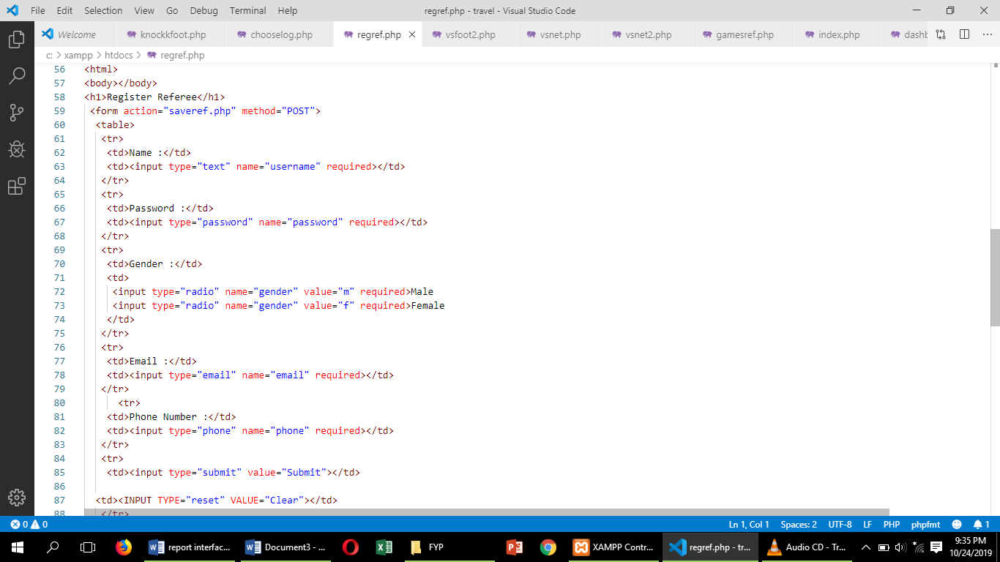 File Edit Selection View Go Debug Terminal Help regref.php - travel - Visual Studio Code
Welcome knockkfoot.php chooselog.php regref.php vsfoot2.php vsnet.php vsnet2.php gamesref.php index.php dashb
c: > xampp > htdocs > regref.php
56 <html>
57 <body></body>
58 <h1>Register Referee</h1>
59 <form action="saveref.php" method="POST">
60 <table>
61 <tr>
62 <td>Name :</td>
63 <td><input type="text" name="username" required></td>
64 </tr>
65 <tr>
66 <td>Password :</td>
67 <td><input type="password" name="password" required></td>
68 </tr>
69 <tr>
70 <td>Gender :</td>
71 <td>
72 <input type="radio" name="gender" value="m" required>Male
73 <input type="radio" name="gender" value="f" required>Female
74 </td>
75 </tr>
76 <tr>
77 <td>Email :</td>
78 <td><input type="email" name="email" required></td>
79 </tr>
80 <tr>
81 <td>Phone Number :</td>
82 <td><input type="phone" name="phone" required></td>
83 </tr>
84 <tr>
85 <td><input type="submit" value="Submit"></td>
86
87 <td><INPUT TYPE="reset" VALUE="Clear"></td>
88 </tr>
0 0 Ln 1, Col 1 Spaces: 2 UTF-8 LF PHP phpfmt 1
report interfac... Document3 - ... FYP XAMPP Contr... regref.php - tr... Audio CD - Tr... 9:35 PM
10/24/2019